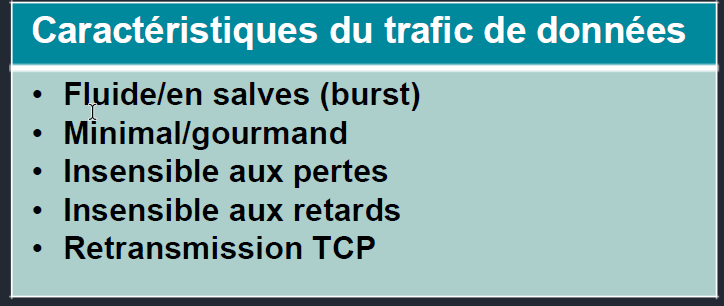 Caractéristiques du trafic de données
• Fluide/en salves (burst)
• Minimal/gourmand
• Insensible aux pertes
• Insensible aux retards
• Retransmission TCP